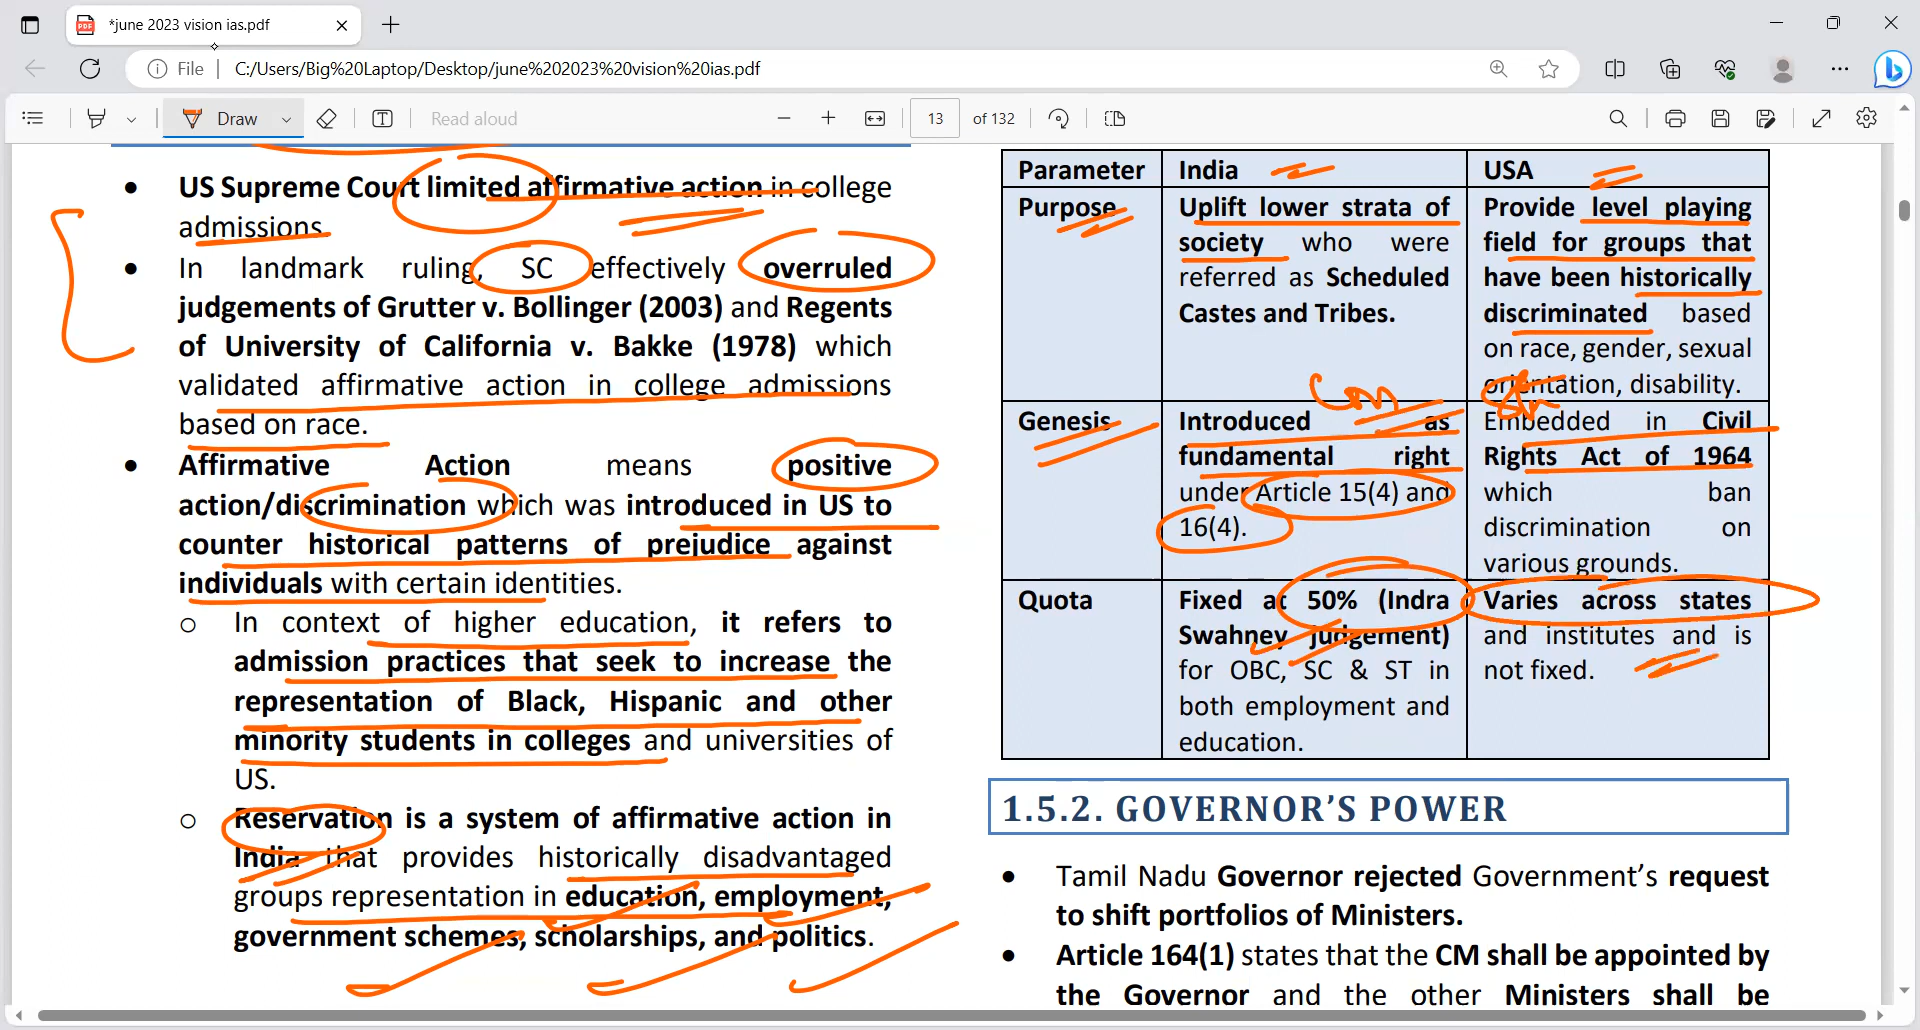 *june 2023 vision ias.pdf
File
C:/Users/Big%20Laptop/Desktop/june%202023%20vision%20ias.pdf
Draw
Read aloud
13 of 132
US Supreme Court limited affirmative action in college
admissions.
In landmark ruling, SC effectively overruled
judgements of Grutter v. Bollinger (2003) and Regents
of University of California v. Bakke (1978) which
validated affirmative action in college admissions
based on race.
Affirmative Action means positive
action/discrimination which was introduced in US to
counter historical patterns of prejudice against
individuals with certain identities.
In context of higher education, it refers to
admission practices that seek to increase the
representation of Black, Hispanic and other
minority students in colleges and universities of
US.
Reservation is a system of affirmative action in
India that provides historically disadvantaged
groups representation in education, employment,
government schemes, scholarships, and politics.
Parameter India USA
Purpose
Uplift lower strata of
society who were
referred as Scheduled
Castes and Tribes.
Provide level playing
field for groups that
have been historically
discriminated based
on race, gender, sexual
orientation, disability.
Genesis
Introduced as
fundamental right
under Article 15(4) and
16(4).
Embedded in Civil
Rights Act of 1964
which ban
discrimination on
various grounds.
Quota
Fixed at 50% (Indra
Swahney judgement)
for OBC, SC & ST in
both employment and
education.
Varies across states
and institutes and is
not fixed.
1.5.2. GOVERNOR’S POWER
Tamil Nadu Governor rejected Government’s request
to shift portfolios of Ministers.
Article 164(1) states that the CM shall be appointed by
the Governor and the other Ministers shall be